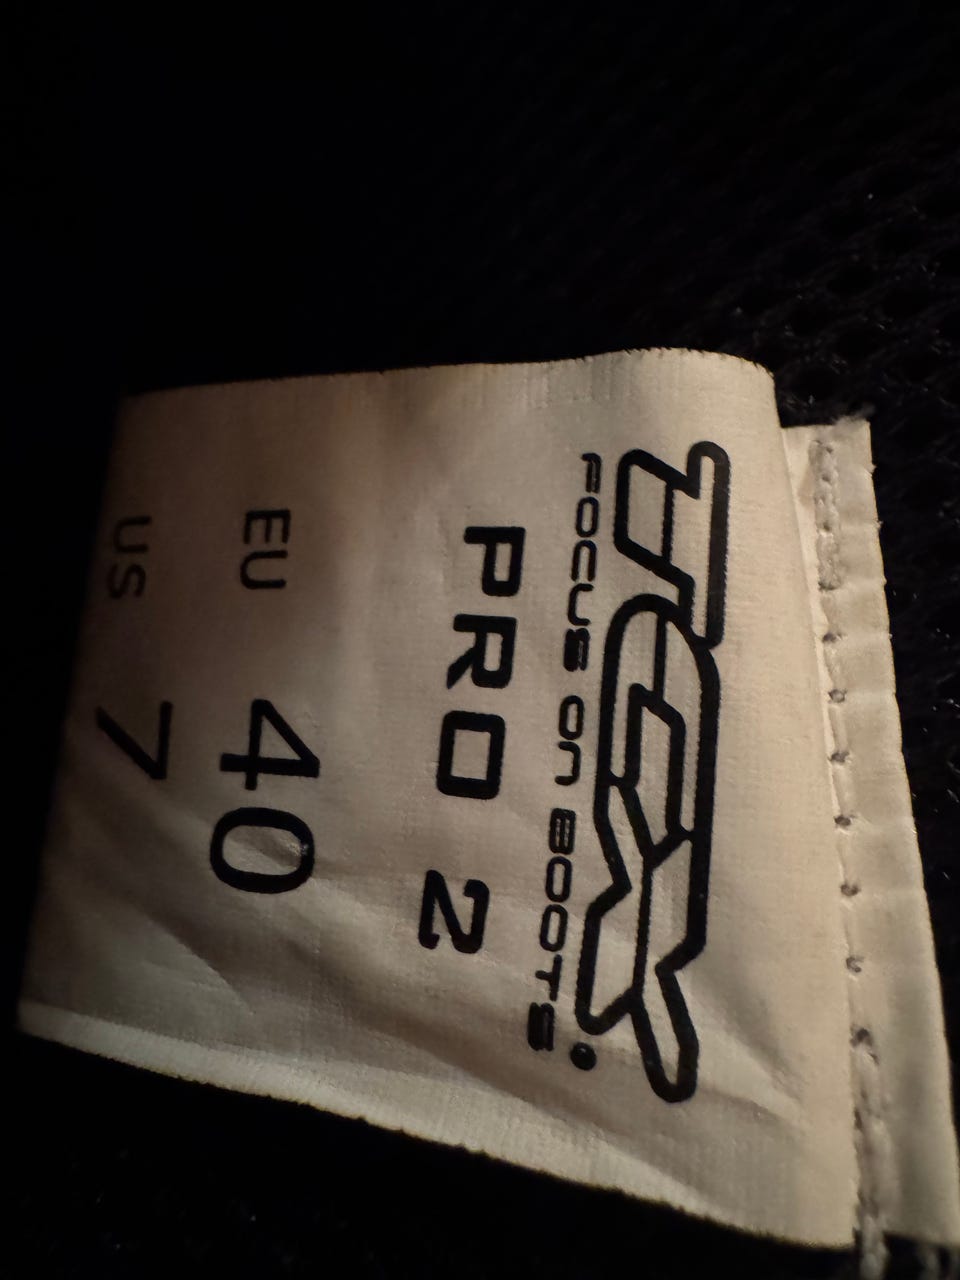 TCX
FOCUS ON BOOTS
PRO 2
EU 40
US 7